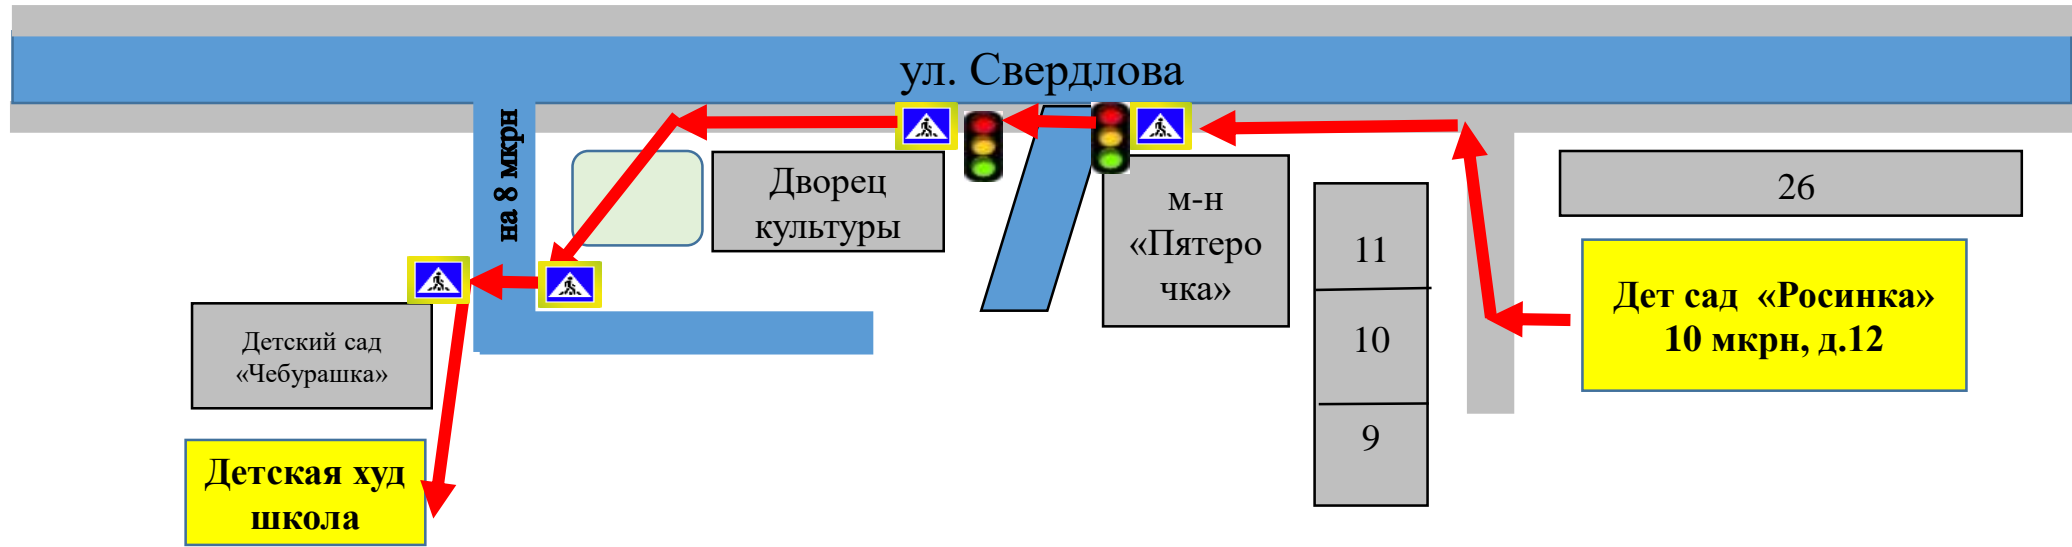 ул. Свердлова
на 8 мкрн
Дворец
культуры
м-н
«Пятеро
чка»
11
10
9
26
Дет сад «Росинка»
10 мкрн, д.12
Детский сад
«Чебурашка»
Детская худ
школа